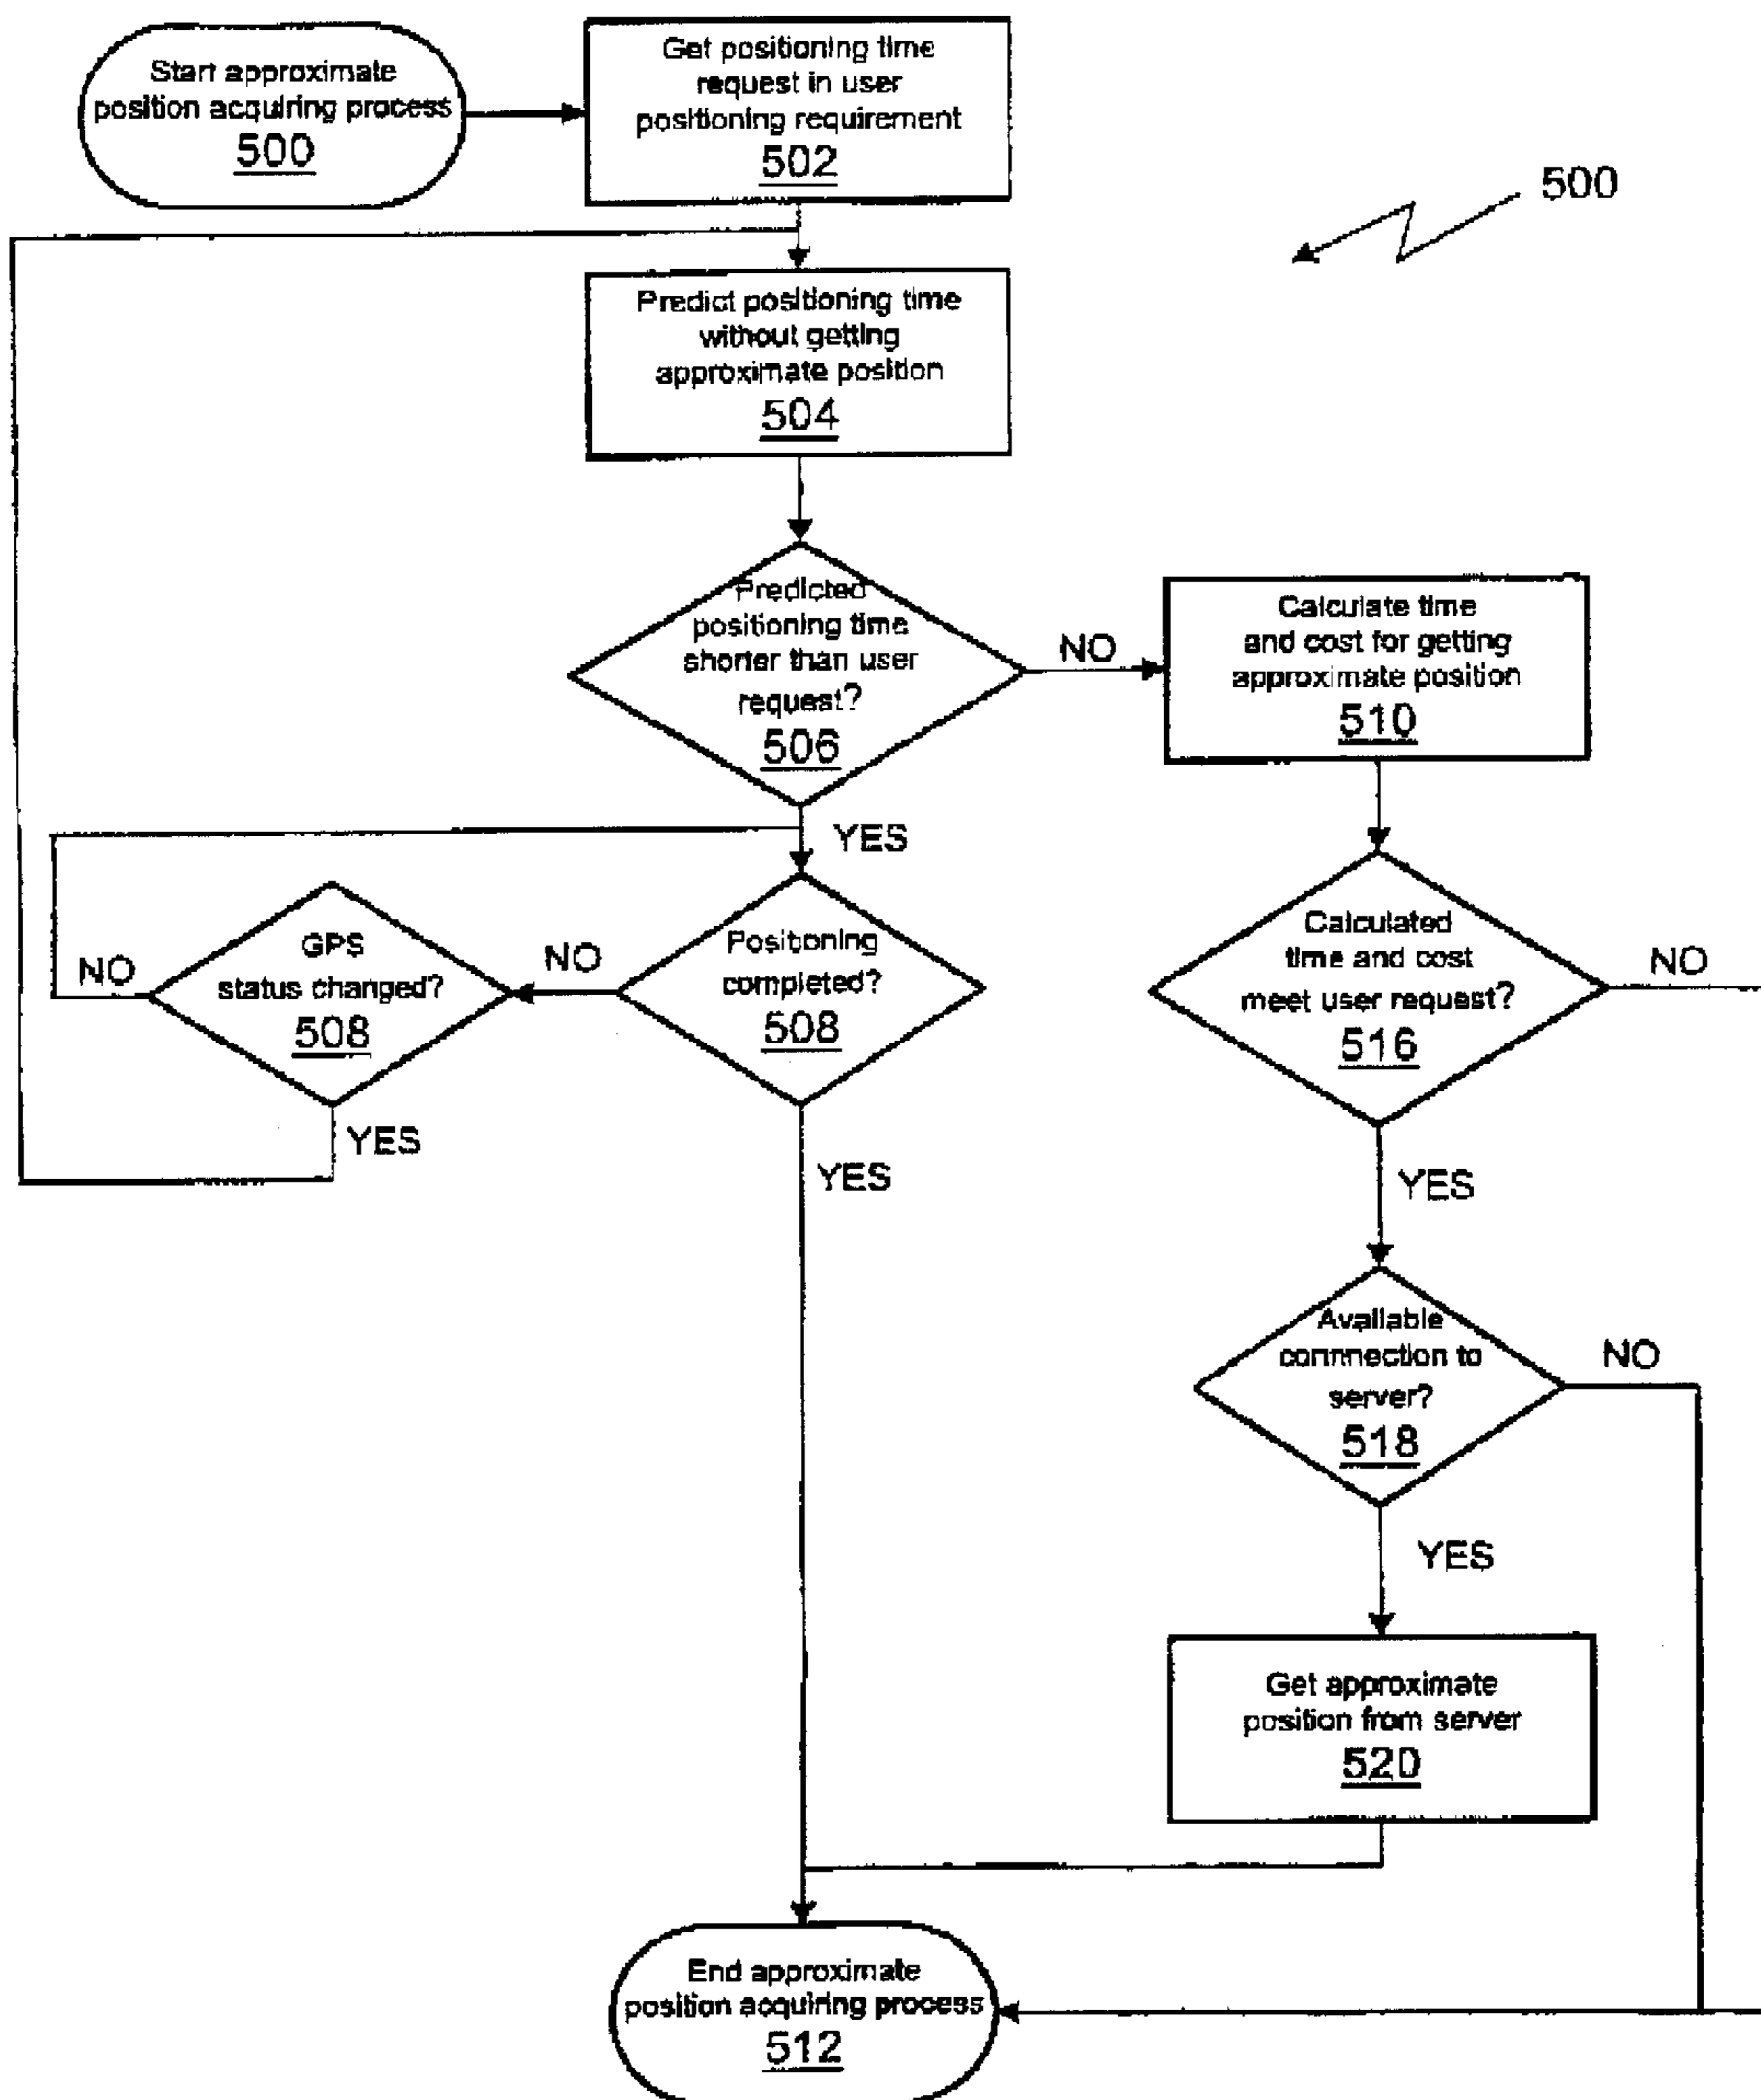 Start approximate
position acquiring process
500
Get positioning time
request in user
positioning requirement
502
500
Predict positioning time
without getting
approximate position
504
Predicted
positioning time
shorter than user
request?
506
NO
Calculate time
and cost for getting
approximate position
510
YES
GPS
status changed?
508
NO
NO
Positioning
completed?
508
Calculated
time and cost
meet user request?
516
NO
YES
YES
YES
Available
connnection to
server?
518
NO
YES
Get approximate
position from server
520
End approximate
position acquiring process
512